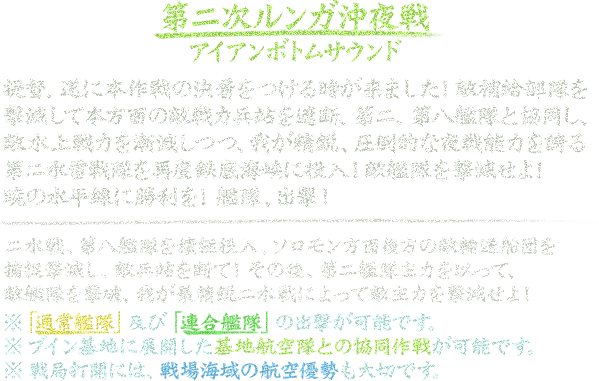 第二次ルンガ沖夜戦
アイアンボトムサウンド
提督、遂に本作戦の決着をつける時が来ました！敵補給部隊を
撃滅して本方面の敵戦力兵站を遮断、第二、第八艦隊と協同し、
敵水上戦力を漸減しつつ、我が精鋭、圧倒的な夜戦能力を誇る
第二水雷戦隊を再度鉄底海峡に投入！敵艦隊を撃滅せよ！
暁の水平線に勝利を！艦隊、出撃！
二水戦、第八艦隊を積極投入、ソロモン方面後方の敵輸送船団を
捕捉撃滅し、敵兵站を断て！その後、第二艦隊主力を以って、
敵艦隊を撃破、我が最精鋭二水戦によって敵主力を撃滅せよ！
※「通常艦隊」及び「連合艦隊」の出撃が可能です。
※ブイン基地に展開した基地航空隊との協同作戦が可能です。
※戦局打開には、戦場海域の航空優勢も大切です。